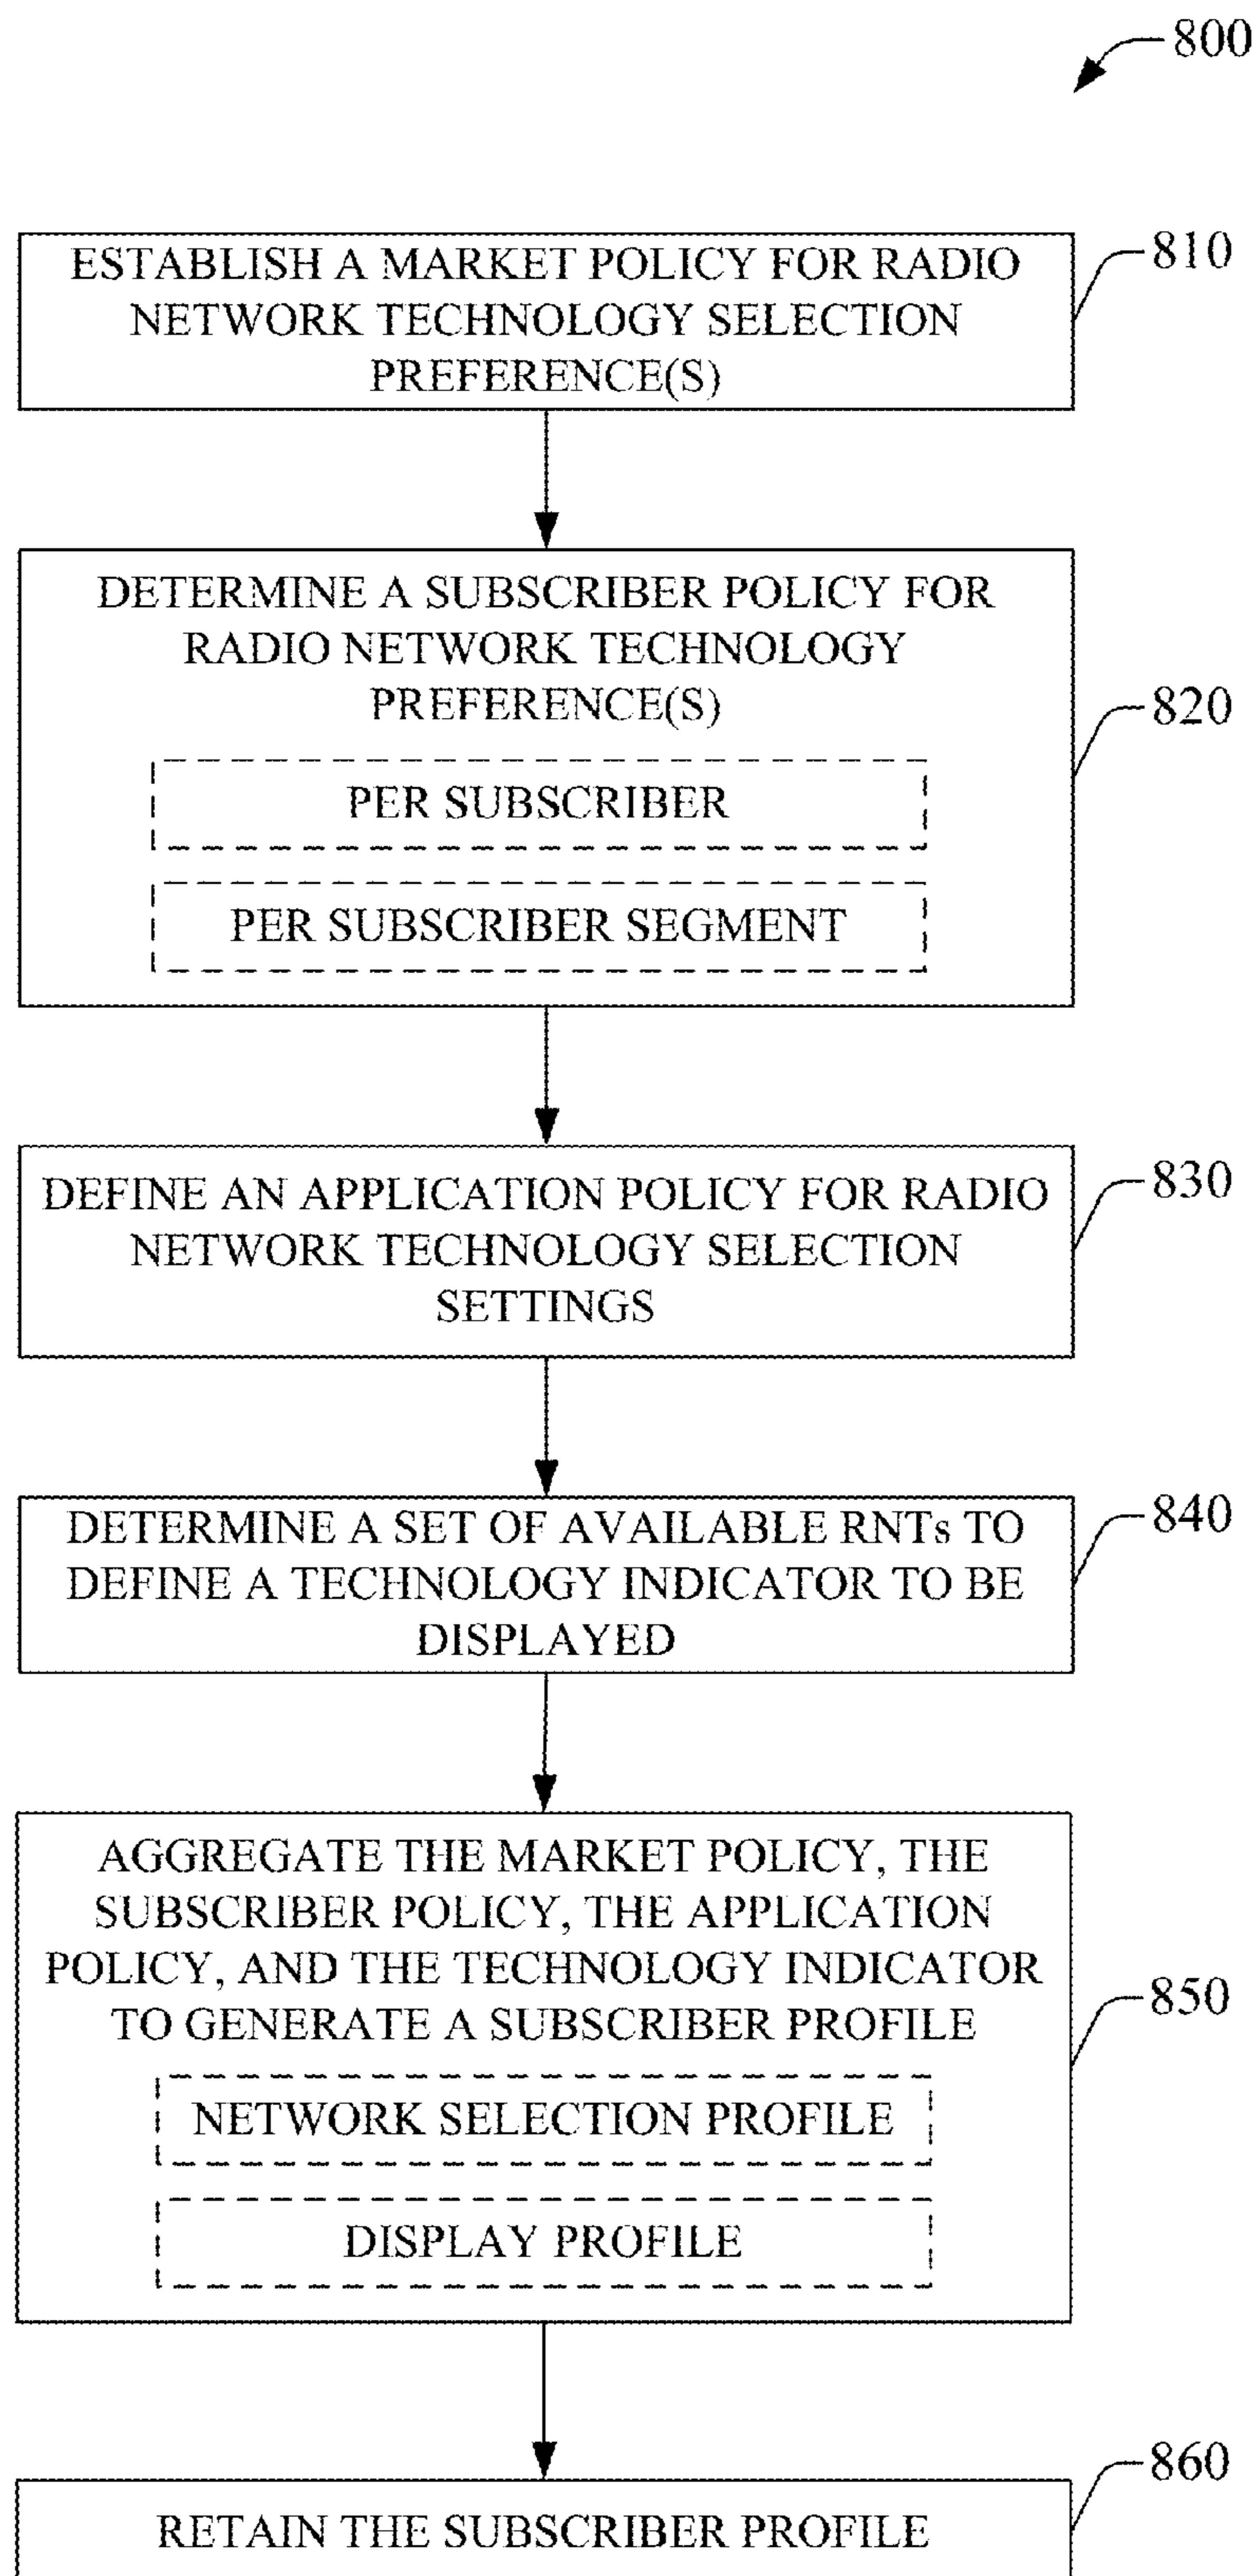 800
ESTABLISH A MARKET POLICY FOR RADIO
NETWORK TECHNOLOGY SELECTION
PREFERENCE(S)
810
DETERMINE A SUBSCRIBER POLICY FOR
RADIO NETWORK TECHNOLOGY
PREFERENCE(S)
820
PER SUBSCRIBER
PER SUBSCRIBER SEGMENT
DEFINE AN APPLICATION POLICY FOR RADIO
NETWORK TECHNOLOGY SELECTION
SETTINGS
830
DETERMINE A SET OF AVAILABLE RNTs TO
DEFINE A TECHNOLOGY INDICATOR TO BE
DISPLAYED
840
AGGREGATE THE MARKET POLICY, THE
SUBSCRIBER POLICY, THE APPLICATION
POLICY, AND THE TECHNOLOGY INDICATOR
TO GENERATE A SUBSCRIBER PROFILE
850
NETWORK SELECTION PROFILE
DISPLAY PROFILE
860
RETAIN THE SUBSCRIBER PROFILE